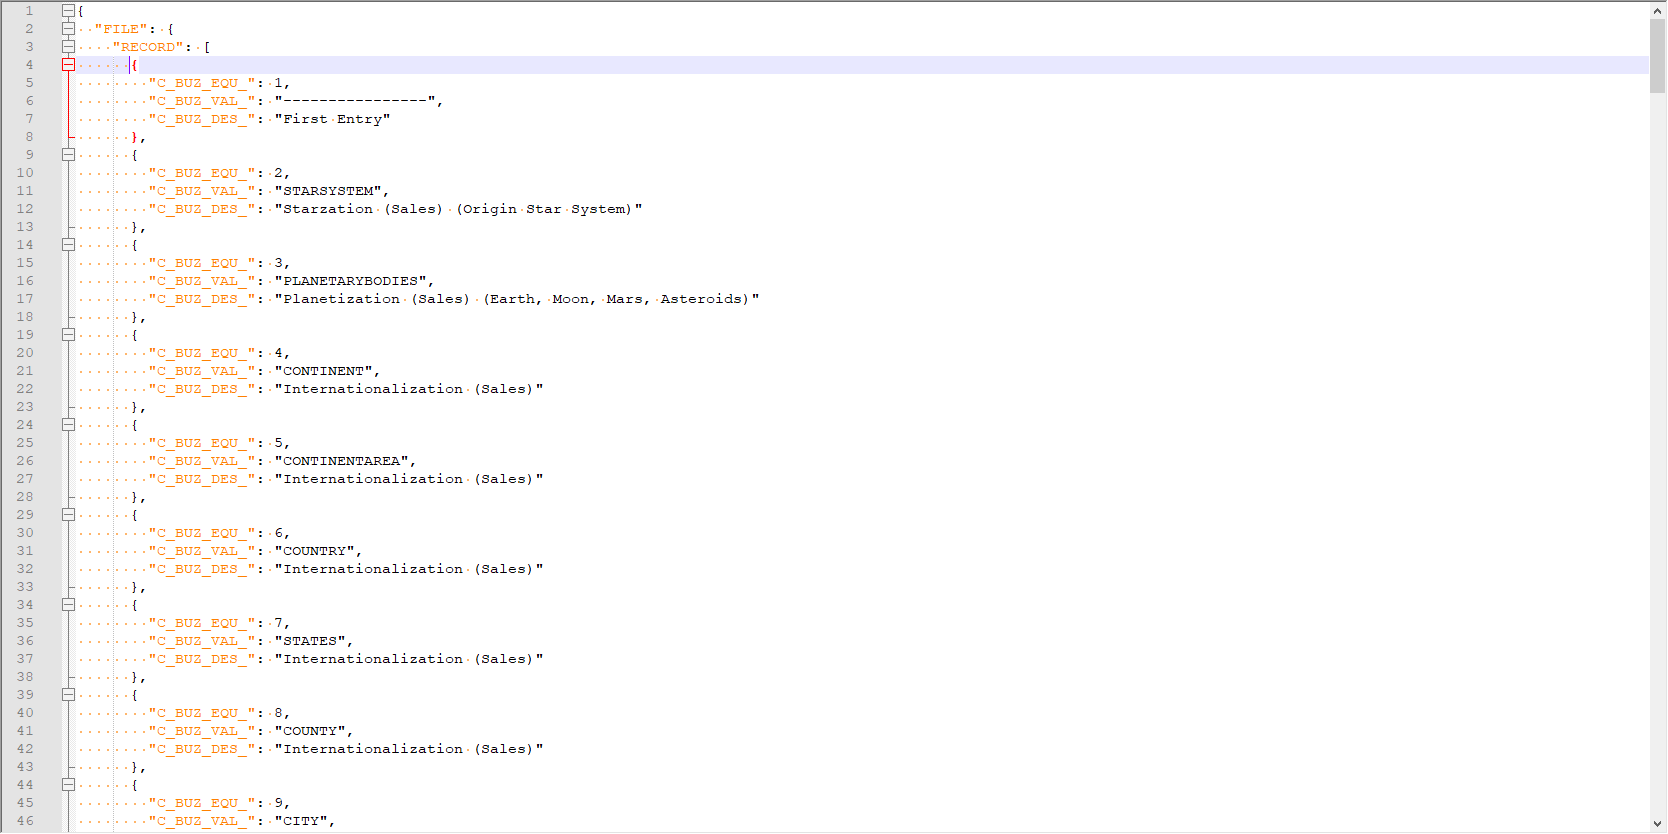 1 {
2 "FILE": {
3 "RECORD": [
4 {
5 "C_BUZ_EQU_": 1,
6 "C_BUZ_VAL_": "----------------",
7 "C_BUZ_DES_": "First Entry"
8 },
9 {
10 "C_BUZ_EQU_": 2,
11 "C_BUZ_VAL_": "STARSYSTEM",
12 "C_BUZ_DES_": "Starzation (Sales) (Origin Star System)"
13 },
14 {
15 "C_BUZ_EQU_": 3,
16 "C_BUZ_VAL_": "PLANETARYBODIES",
17 "C_BUZ_DES_": "Planetization (Sales) (Earth, Moon, Mars, Asteroids)"
18 },
19 {
20 "C_BUZ_EQU_": 4,
21 "C_BUZ_VAL_": "CONTINENT",
22 "C_BUZ_DES_": "Internationalization (Sales)"
23 },
24 {
25 "C_BUZ_EQU_": 5,
26 "C_BUZ_VAL_": "CONTINENTAREA",
27 "C_BUZ_DES_": "Internationalization (Sales)"
28 },
29 {
30 "C_BUZ_EQU_": 6,
31 "C_BUZ_VAL_": "COUNTRY",
32 "C_BUZ_DES_": "Internationalization (Sales)"
33 },
34 {
35 "C_BUZ_EQU_": 7,
36 "C_BUZ_VAL_": "STATES",
37 "C_BUZ_DES_": "Internationalization (Sales)"
38 },
39 {
40 "C_BUZ_EQU_": 8,
41 "C_BUZ_VAL_": "COUNTY",
42 "C_BUZ_DES_": "Internationalization (Sales)"
43 },
44 {
45 "C_BUZ_EQU_": 9,
46 "C_BUZ_VAL_": "CITY",